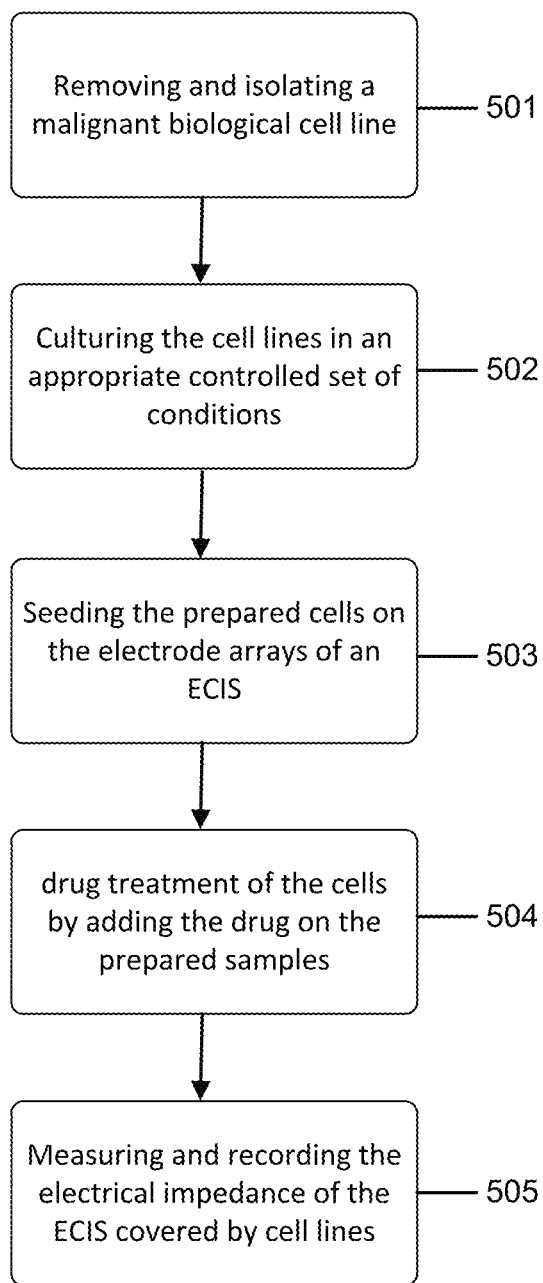 Removing and isolating a
malignant biological cell line
501
Culturing the cell lines in an
appropriate controlled set of
conditions
502
Seeding the prepared cells on
the electrode arrays of an
ECIS
503
drug treatment of the cells
by adding the drug on the
prepared samples
504
Measuring and recording the
electrical impedance of the
ECIS covered by cell lines
505